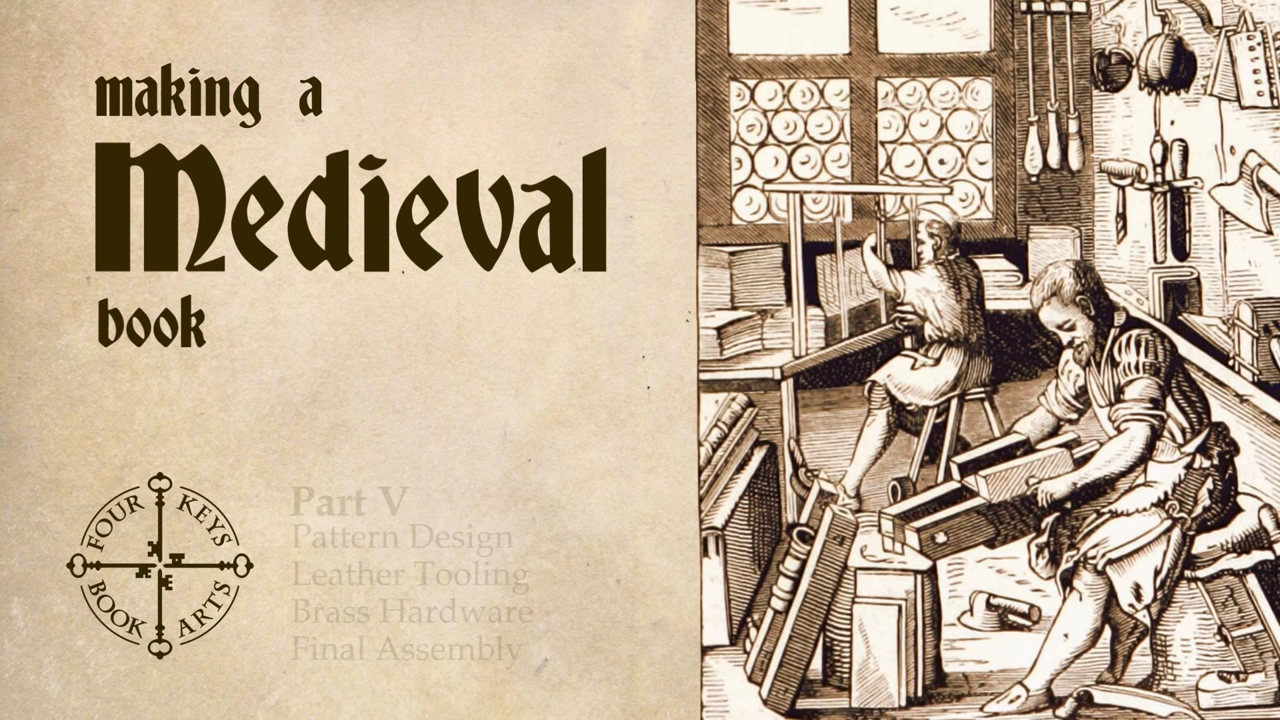 making a
Medieval
book
FOUR KEYS
BOOK ARTS
Part V
Pattern Design
Leather Tooling
Brass Hardware
Final Assembly